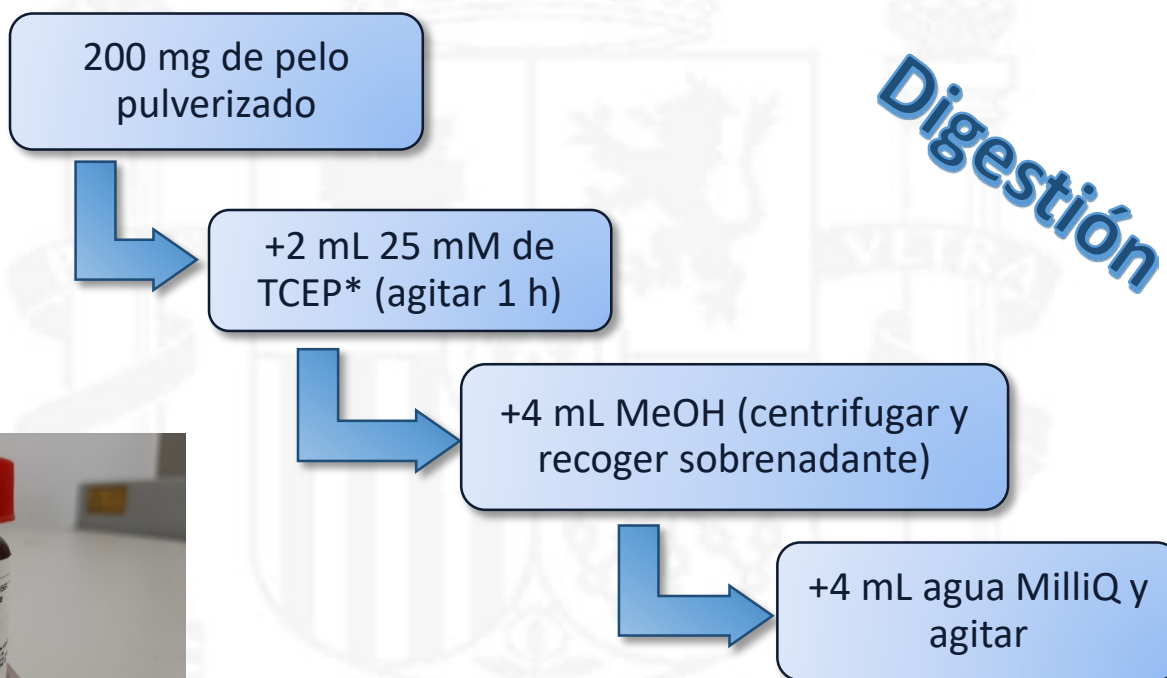 200 mg de pelo
pulverizado
Digestión
+2 mL 25 mM de
TCEP* (agitar 1 h)
+4 mL MeOH (centrifugar y
recoger sobrenadante)
+4 mL agua MilliQ y
agitar